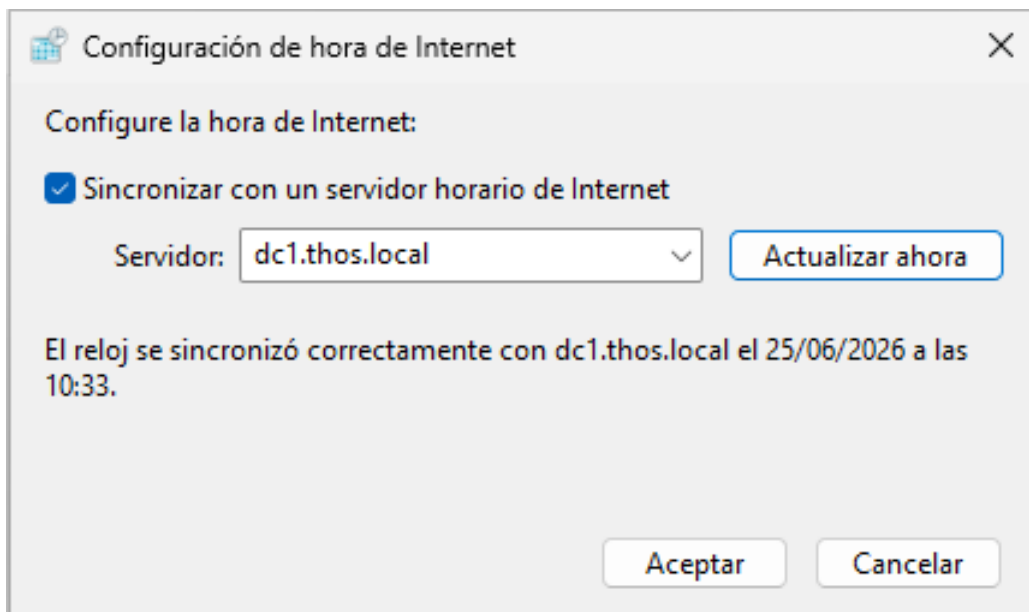 Configuración de hora de Internet
Configure la hora de Internet:
Sincronizar con un servidor horario de Internet
Servidor: dc1.thos.local Actualizar ahora
El reloj se sincronizó correctamente con dc1.thos.local el 25/06/2026 a las
10:33.
Aceptar Cancelar